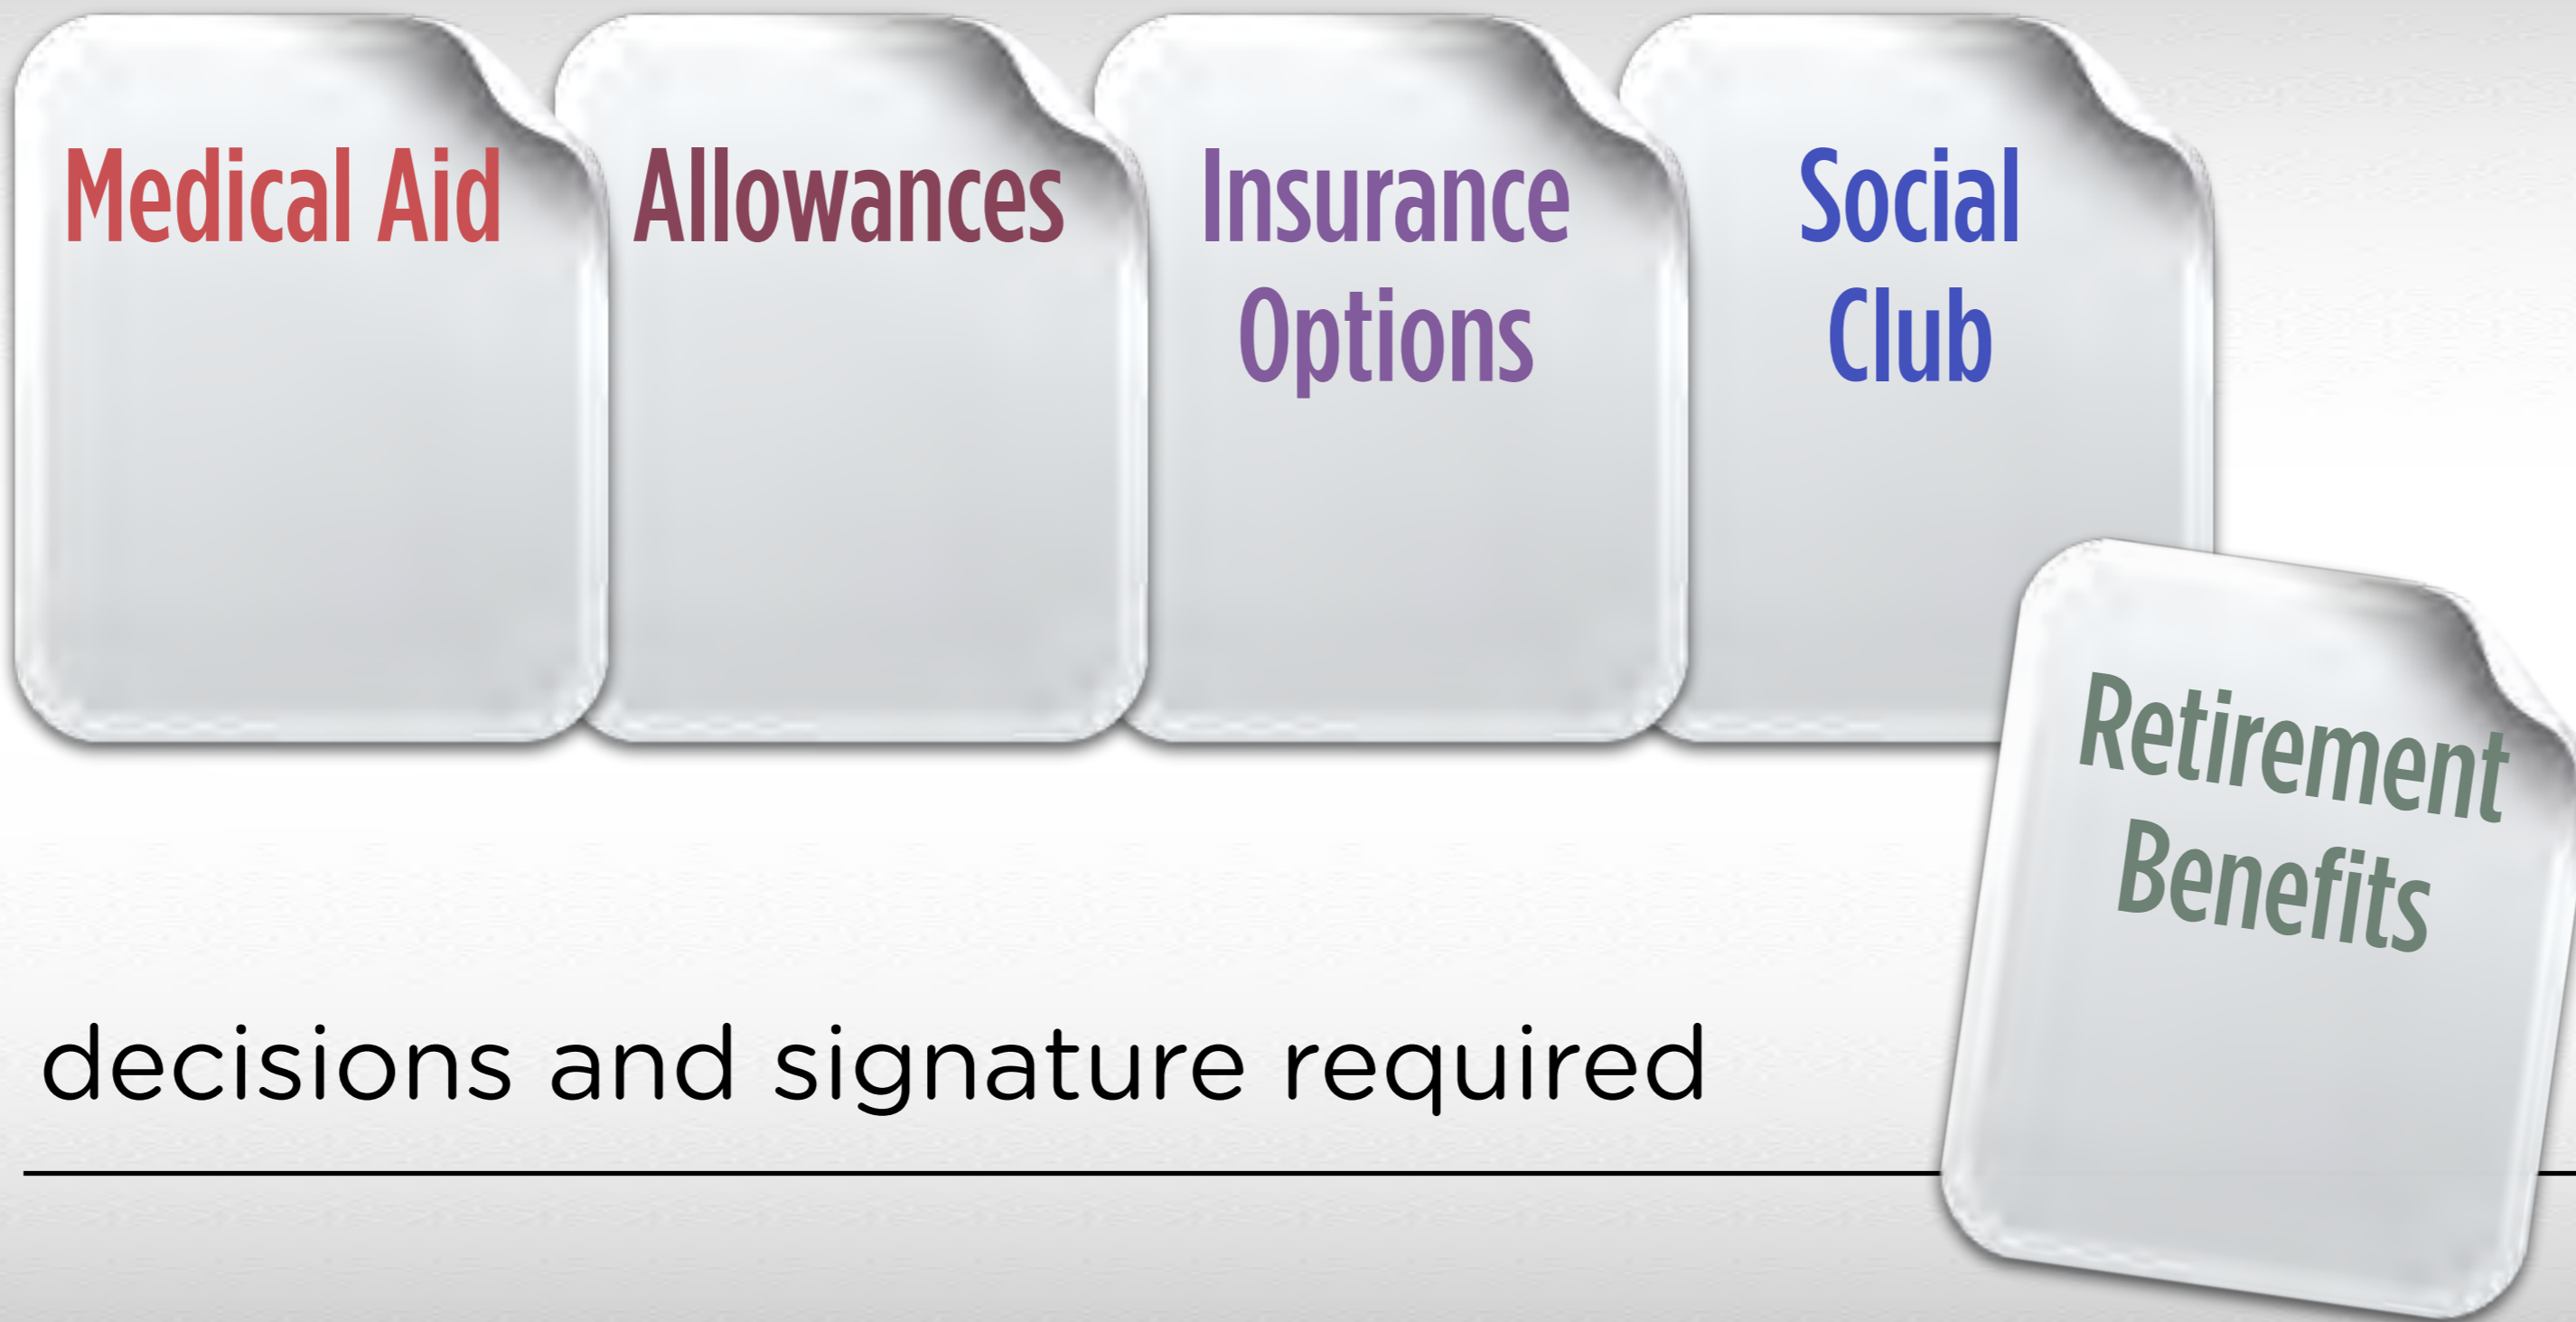 Medical Aid
Allowances
Insurance
Options
Social
Club
Retirement
Benefits
decisions and signature required